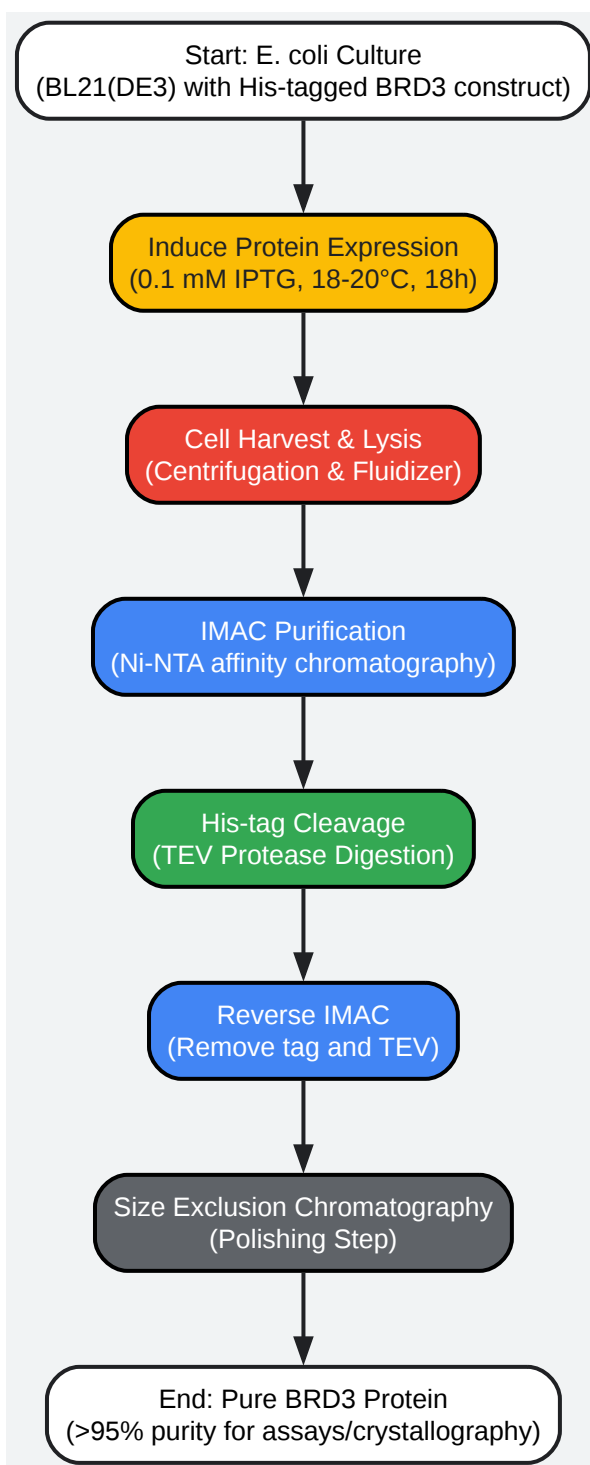 Start: E. coli Culture
(BL21(DE3) with His-tagged BRD3 construct)
Induce Protein Expression
(0.1 mM IPTG, 18-20°C, 18h)
Cell Harvest & Lysis
(Centrifugation & Fluidizer)
IMAC Purification
(Ni-NTA affinity chromatography)
His-tag Cleavage
(TEV Protease Digestion)
Reverse IMAC
(Remove tag and TEV)
Size Exclusion Chromatography
(Polishing Step)
End: Pure BRD3 Protein
(>95% purity for assays/crystallography)